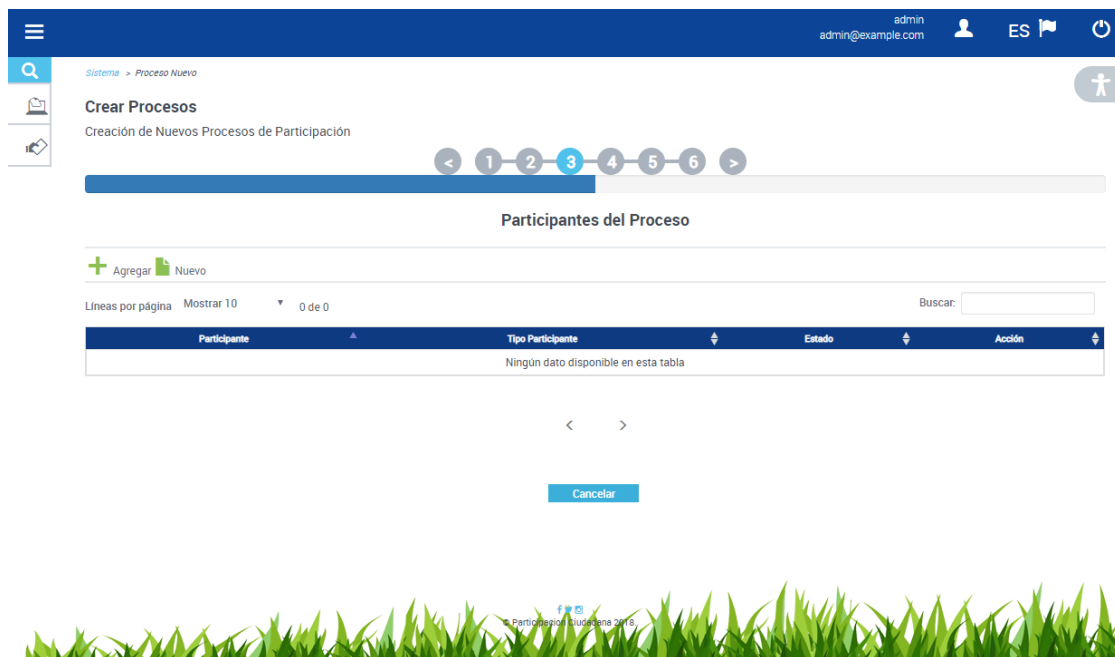 admin
admin@example.com
ES
Sistema > Proceso Nuevo
Crear Procesos
Creación de Nuevos Procesos de Participación
< 1 2 3 4 5 6 >
Participantes del Proceso
Agregar Nuevo
Líneas por página Mostrar 10 0 de 0 Buscar:
Participante Tipo Participante Estado Acción
Ningún dato disponible en esta tabla
< >
Cancelar
© Participacion Ciudadana 2018.